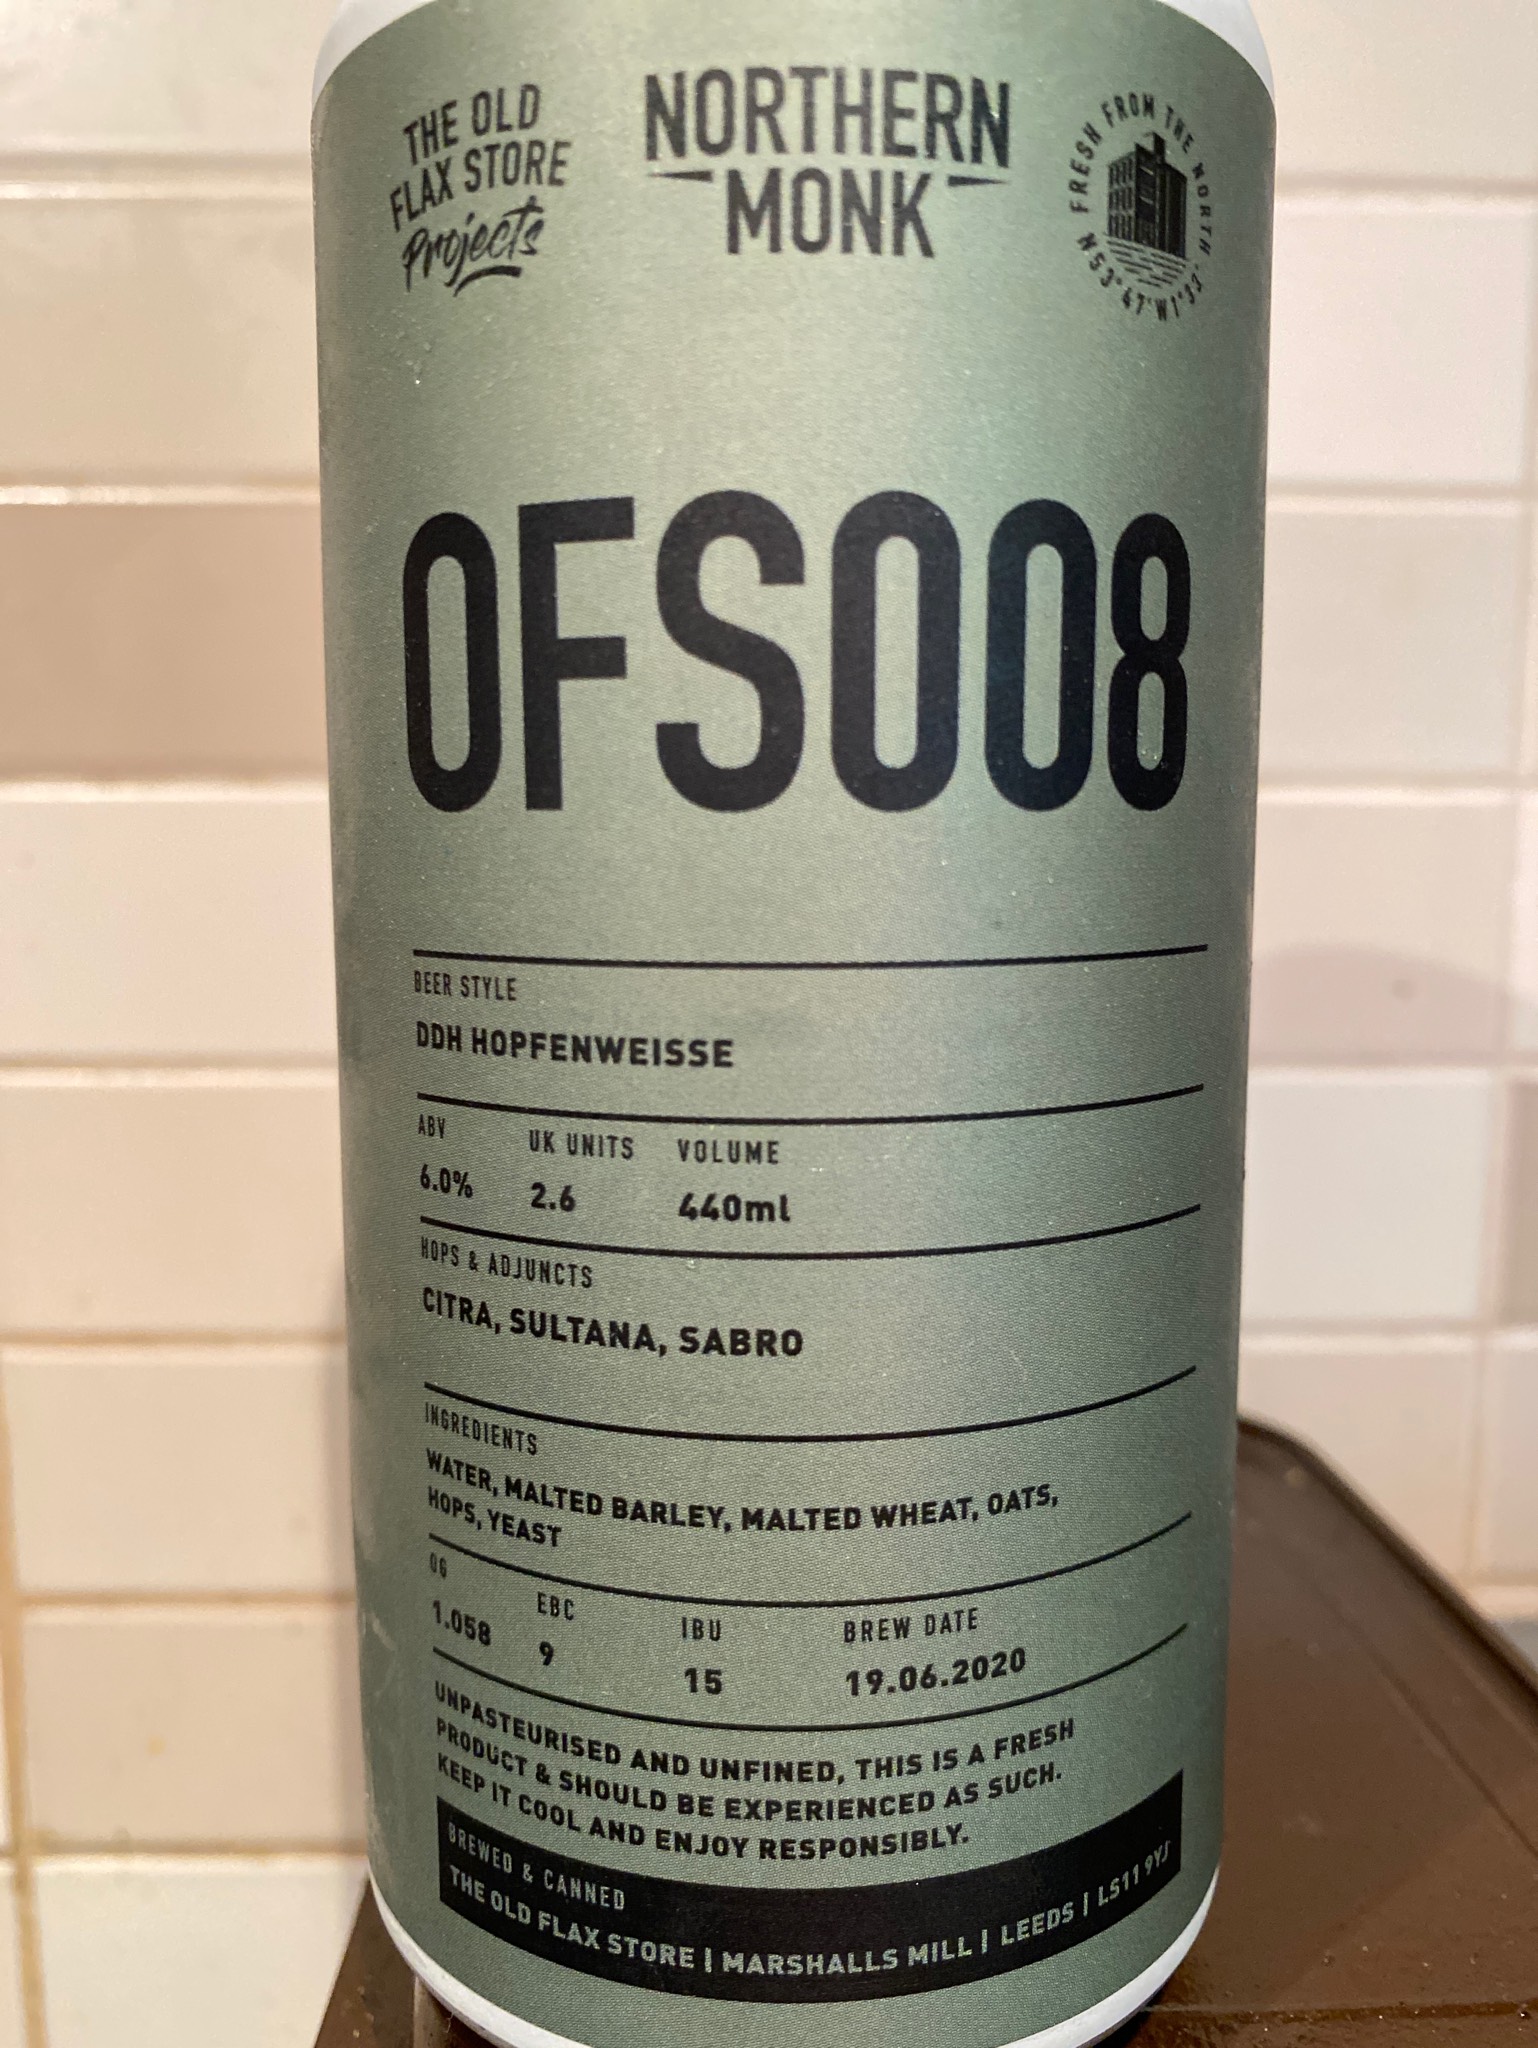 THE OLD
FLAX STORE
Projects
NORTHERN
MONK
FRESH FROM THE NORTH
N53°47'W1°33'
OFS008
BEER STYLE
DDH HOPFENWEISSE
ABV UK UNITS VOLUME
6.0% 2.6 440ml
HOPS & ADJUNCTS
CITRA, SULTANA, SABRO
INGREDIENTS
WATER, MALTED BARLEY, MALTED WHEAT, OATS,
HOPS, YEAST
OG EBC IBU BREW DATE
1.058 9 15 19.06.2020
UNPASTEURISED AND UNFINED, THIS IS A FRESH
PRODUCT & SHOULD BE EXPERIENCED AS SUCH.
KEEP IT COOL AND ENJOY RESPONSIBLY.
BREWED & CANNED
THE OLD FLAX STORE | MARSHALLS MILL | LEEDS | LS11 9YJ